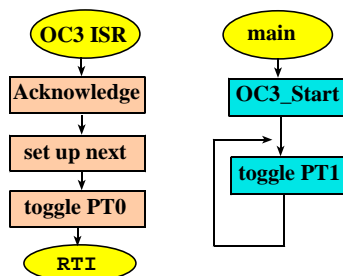 OC3 ISR
Acknowledge
set up next
toggle PT0
RTI
main
OC3_Start
toggle PT1